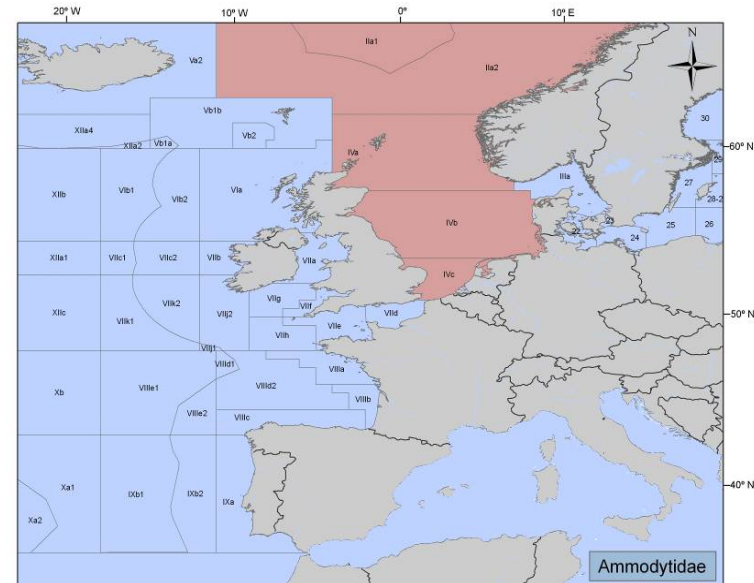 20° W 10° W 0° 10° E
IIa1
N
Va2
IIa2
Vb1b
30
XIIa4
Vb2
XIIa2
Vb1a
60° N
IVa
IIIa
27
28-2
XIIb
VIb1
VIb2
VIa
IVb
22
23
24
25
26
XIIa1
VIIc1
VIIc2
VIIb
VIIa
IVc
XIIc
VIIk1
VIIk2
VIIj2
VIIg
VIIf
VIIh
VIIe
VIId
50° N
VIIj1
VIIId1
Xb
VIIIe1
VIIId2
VIIIa
VIIIb
VIIIe2
VIIIc
Xa1
IXb1
IXb2
IXa
40° N
Xa2
Ammodytidae